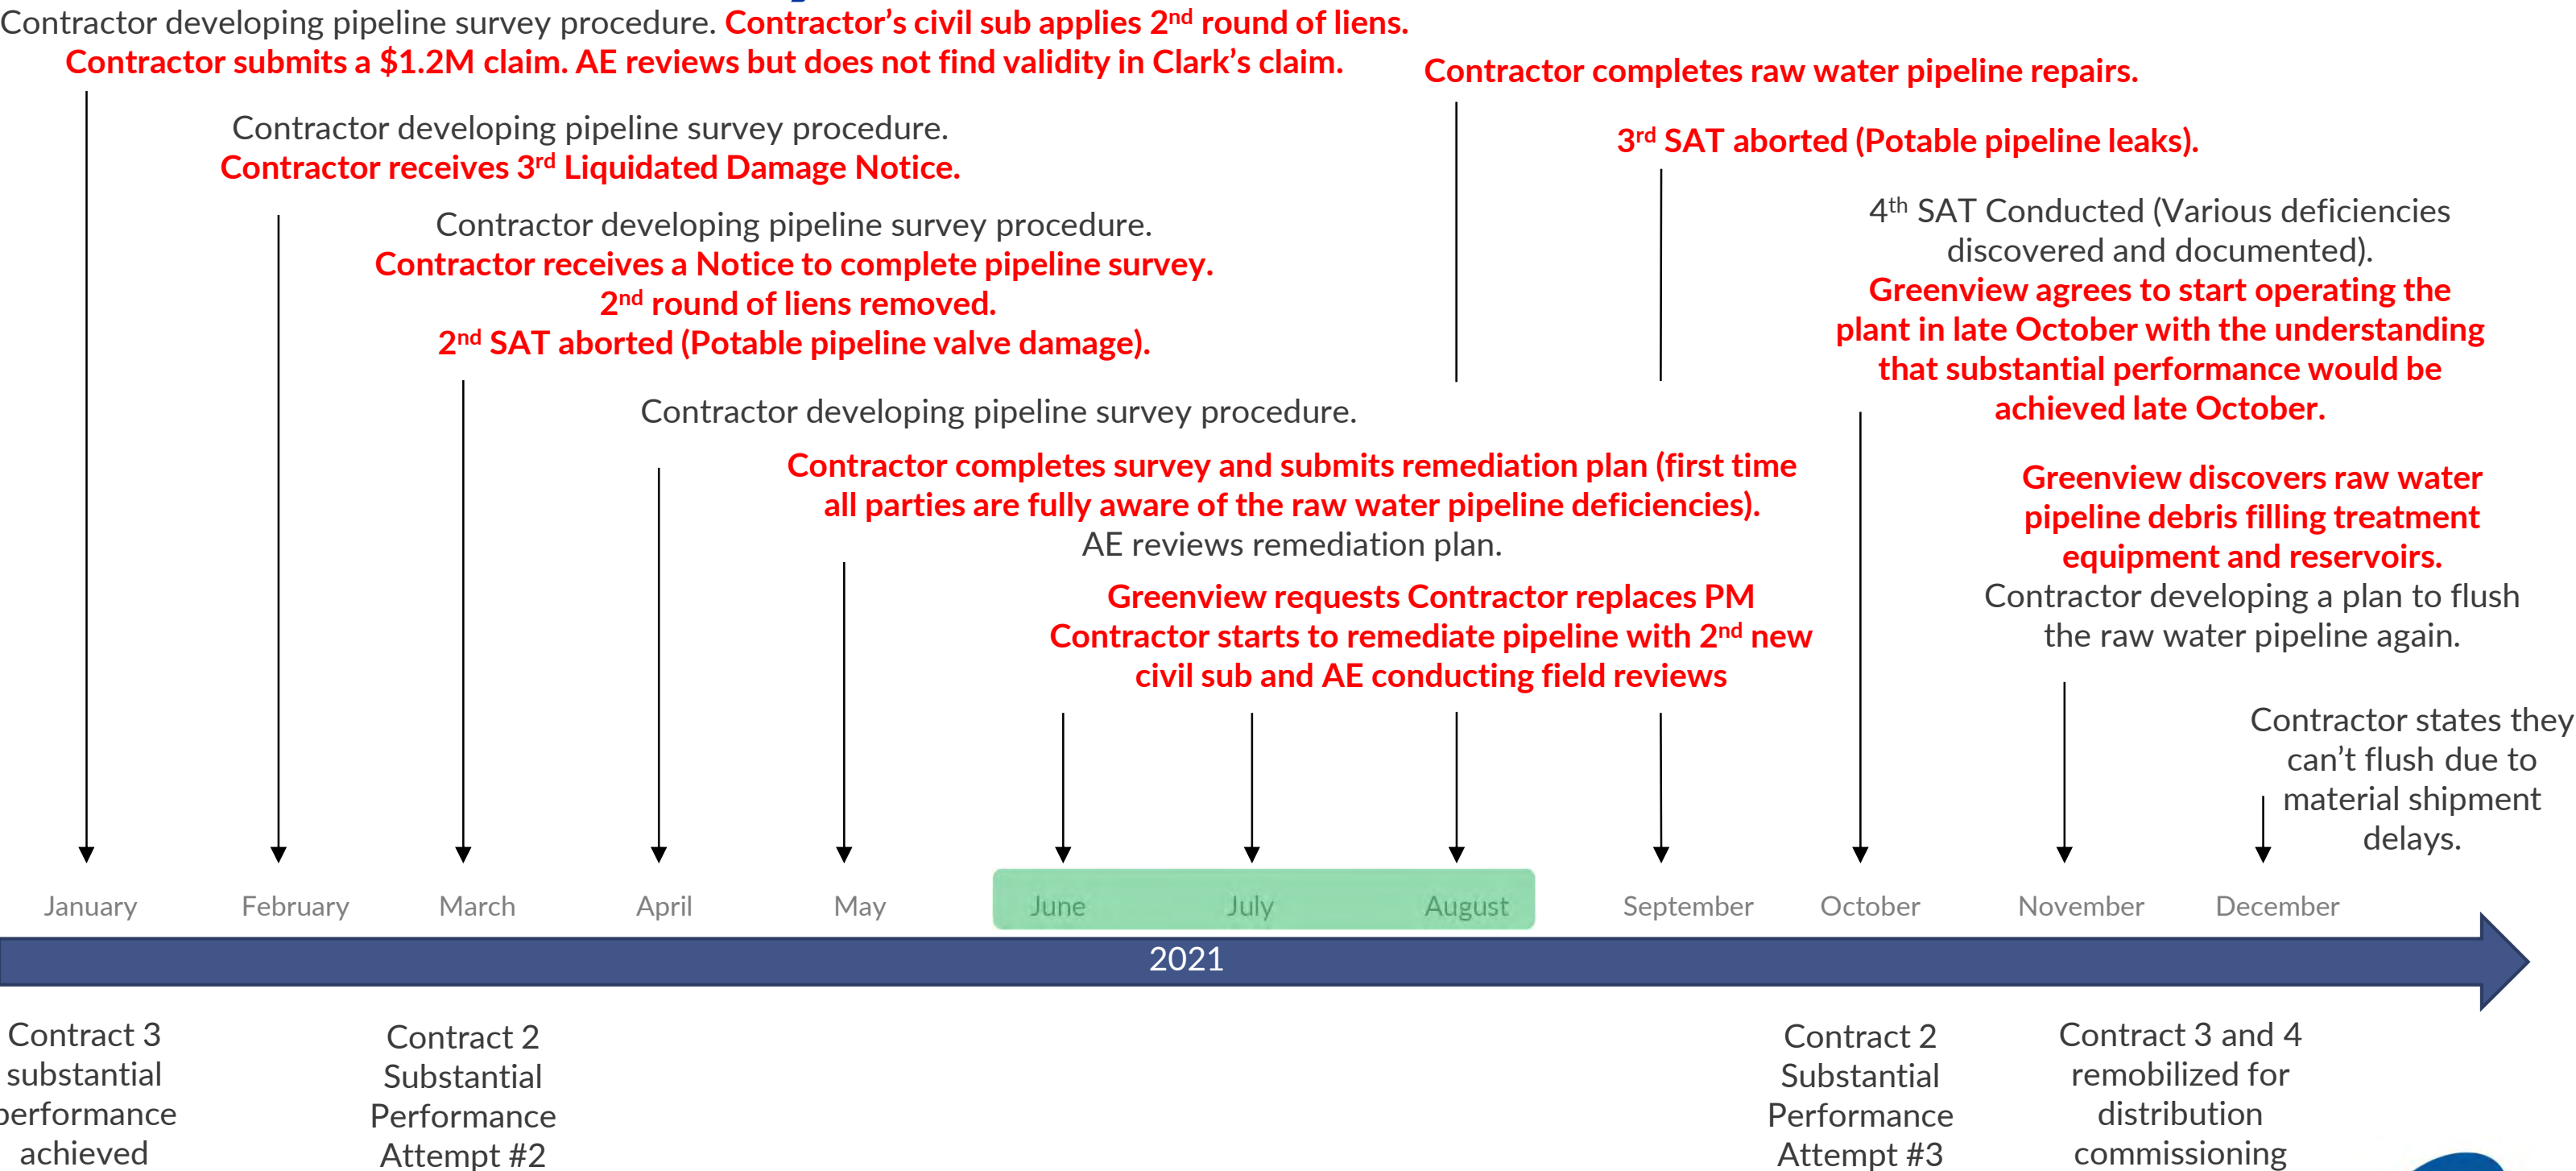 Contractor developing pipeline survey procedure. Contractor’s civil sub applies 2nd round of liens.
Contractor submits a $1.2M claim. AE reviews but does not find validity in Clark’s claim.
Contractor completes raw water pipeline repairs.
Contractor developing pipeline survey procedure.
Contractor receives 3rd Liquidated Damage Notice.
3rd SAT aborted (Potable pipeline leaks).
Contractor developing pipeline survey procedure.
Contractor receives a Notice to complete pipeline survey.
2nd round of liens removed.
2nd SAT aborted (Potable pipeline valve damage).
4th SAT Conducted (Various deficiencies
discovered and documented).
Greenview agrees to start operating the
plant in late October with the understanding
that substantial performance would be
achieved late October.
Contractor developing pipeline survey procedure.
Contractor completes survey and submits remediation plan (first time
all parties are fully aware of the raw water pipeline deficiencies).
AE reviews remediation plan.
Greenview discovers raw water
pipeline debris filling treatment
equipment and reservoirs.
Contractor developing a plan to flush
the raw water pipeline again.
Greenview requests Contractor replaces PM
Contractor starts to remediate pipeline with 2nd new
civil sub and AE conducting field reviews
Contractor states they
can’t flush due to
material shipment
delays.
January February March April May June July August September October November December
2021
Contract 3
substantial
performance
achieved
Contract 2
Substantial
Performance
Attempt #2
Contract 2
Substantial
Performance
Attempt #3
Contract 3 and 4
remobilized for
distribution
commissioning